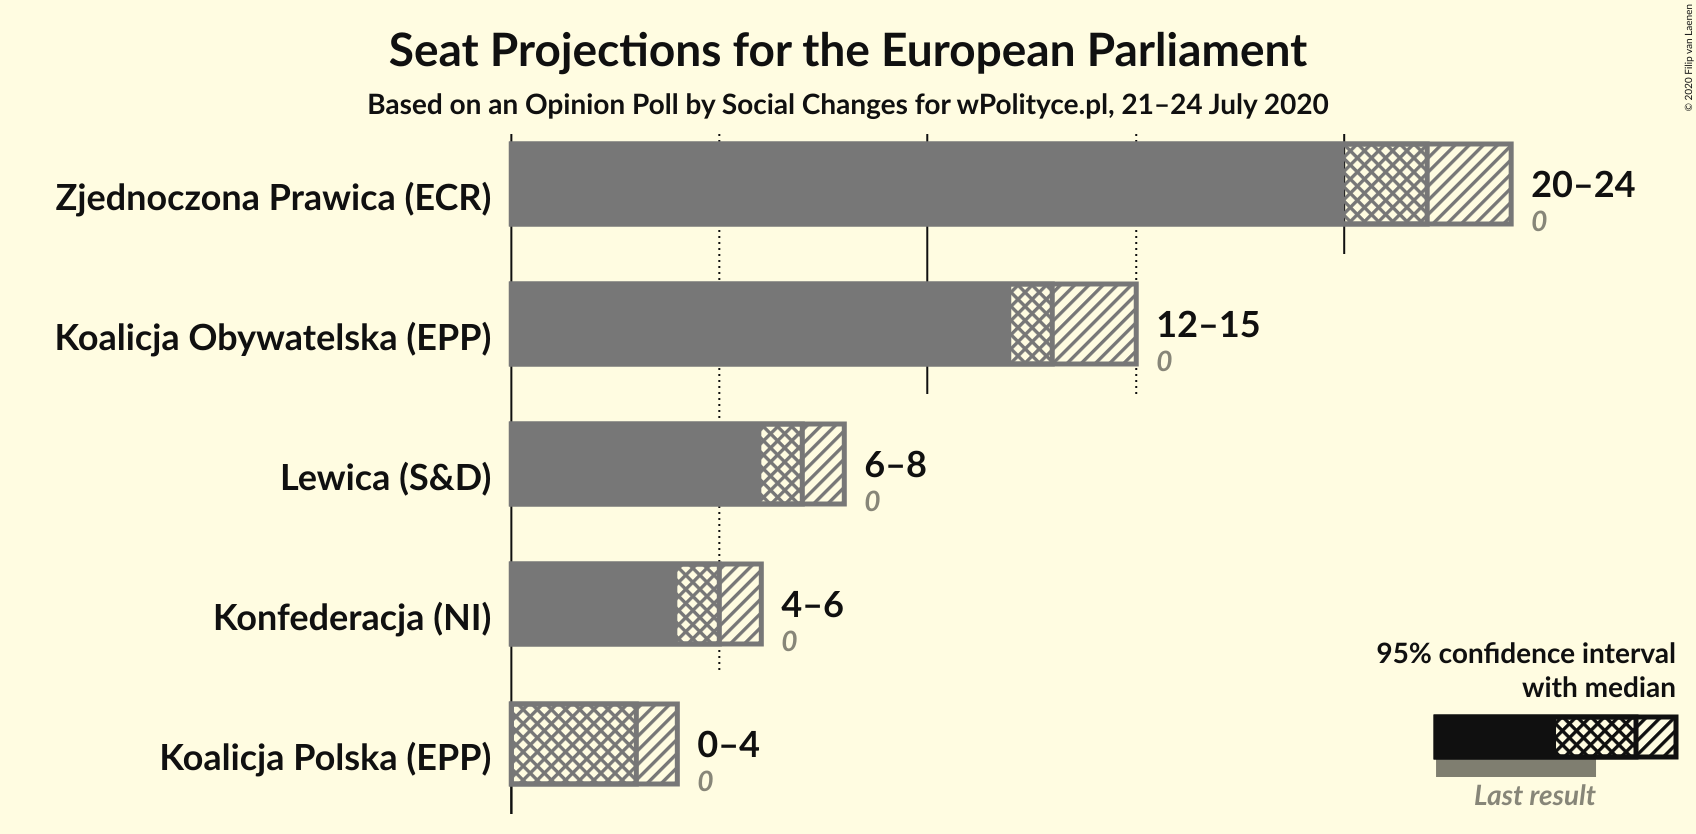 Seat Projections for the European Parliament
Based on an Opinion Poll by Social Changes for wPolityce.pl, 21–24 July 2020
© 2020 Filip van Laenen
Zjednoczona Prawica (ECR)
20–24
0
Koalicja Obywatelska (EPP)
12–15
0
Lewica (S&D)
6–8
0
Konfederacja (NI)
4–6
0
Koalicja Polska (EPP)
0–4
0
95% confidence interval
with median
Last result